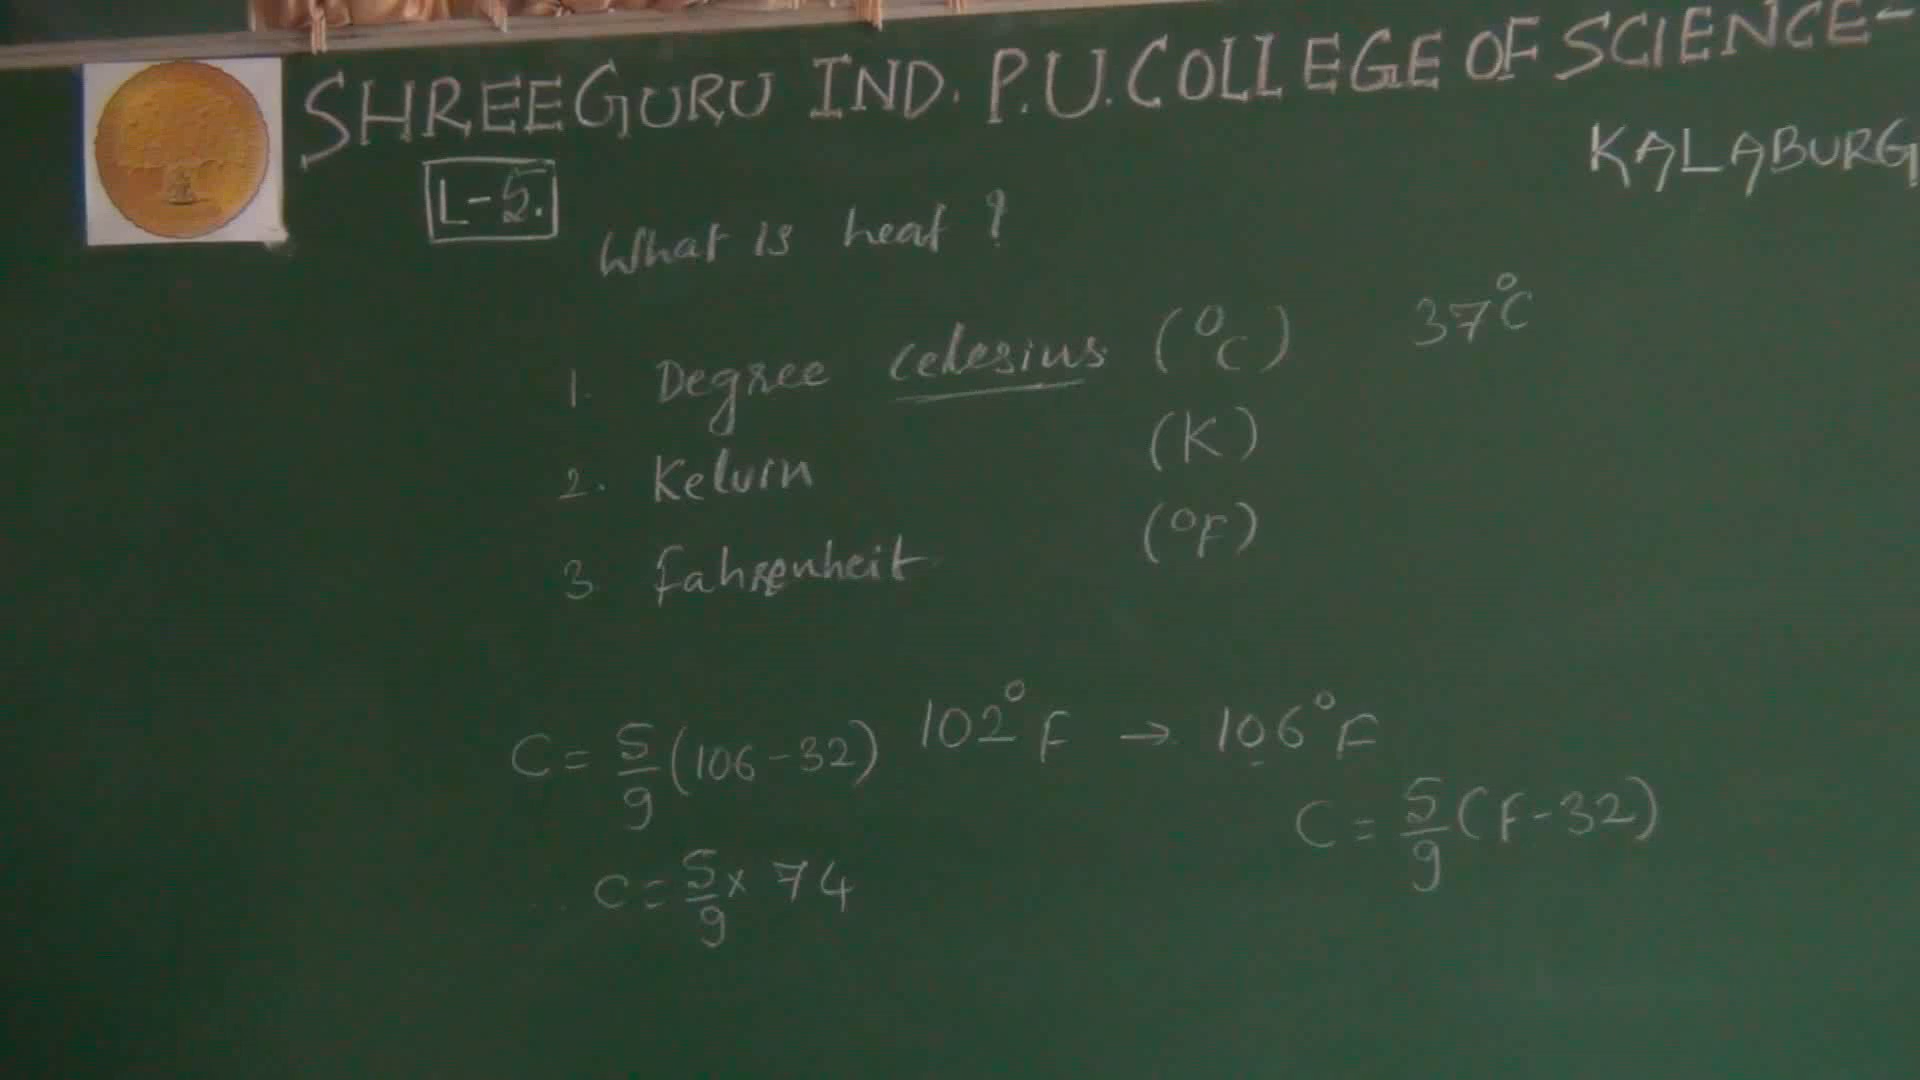 SHREEGURU IND. P.U. COLLEGE OF SCIENCE-
KALABURG
L-5.
What is heat ?
1. Degree celesius (°C) 37°C
2. Kelvin (K)
3. fahrenheit (°F)
C = 5/9 (106-32) 102°F → 106°F
C = 5/9 (F-32)
C = 5/9 × 74